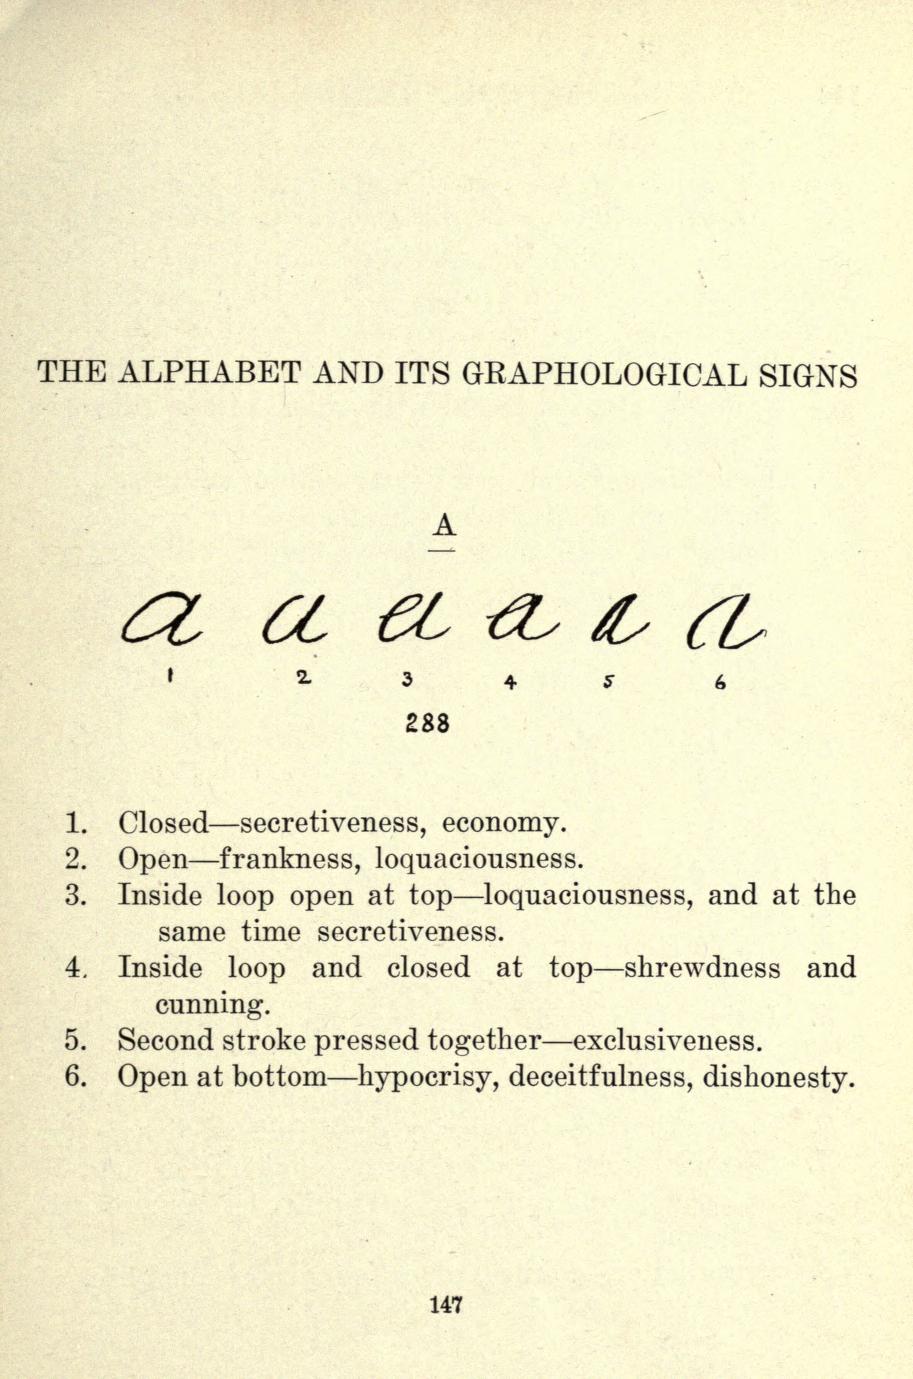 THE ALPHABET AND ITS GRAPHOLOGICAL SIGNS
A
a a a a a a
1 2 3 4 5 6
288
1. Closed—secretiveness, economy.
2. Open—frankness, loquaciousness.
3. Inside loop open at top—loquaciousness, and at the
same time secretiveness.
4. Inside loop and closed at top—shrewdness and
cunning.
5. Second stroke pressed together—exclusiveness.
6. Open at bottom—hypocrisy, deceitfulness, dishonesty.
147